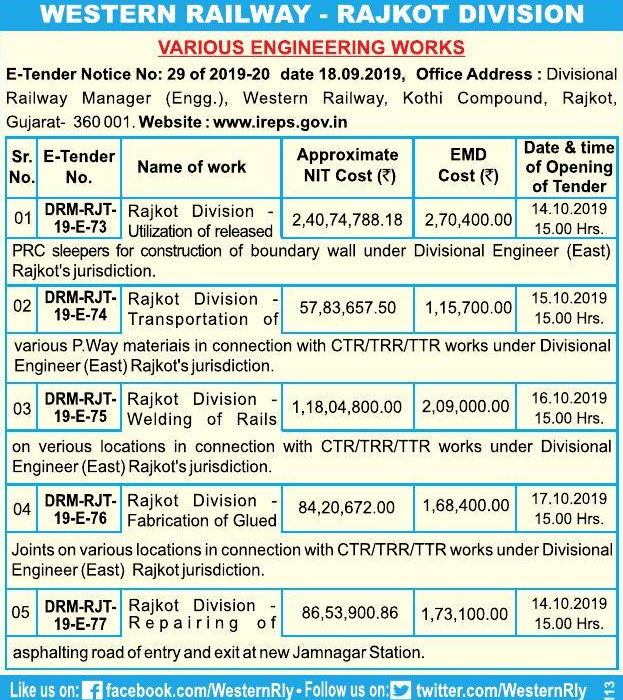 WESTERN RAILWAY - RAJKOT DIVISION
VARIOUS ENGINEERING WORKS
E-Tender Notice No: 29 of 2019-20 date 18.09.2019, Office Address : Divisional
Railway Manager (Engg.), Western Railway, Kothi Compound, Rajkot,
Gujarat- 360 001. Website : www.ireps.gov.in
Sr. No. E-Tender No. Name of work Approximate NIT Cost (₹) EMD Cost (₹) Date & time of Opening of Tender
01 DRM-RJT- Rajkot Division - 2,40,74,788.18 2,70,400.00 14.10.2019
19-E-73 Utilization of released 15.00 Hrs.
PRC sleepers for construction of boundary wall under Divisional Engineer (East)
Rajkot's jurisdiction.
02 DRM-RJT- Rajkot Division - 57,83,657.50 1,15,700.00 15.10.2019
19-E-74 Transportation of 15.00 Hrs.
various P.Way materiais in connection with CTR/TRR/TTR works under Divisional
Engineer (East) Rajkot's jurisdiction.
03 DRM-RJT- Rajkot Division - 1,18,04,800.00 2,09,000.00 16.10.2019
19-E-75 Welding of Rails 15.00 Hrs.
on verious locations in connection with CTR/TRR/TTR works under Divisional
Engineer (East) Rajkot's jurisdiction.
04 DRM-RJT- Rajkot Division - 84,20,672.00 1,68,400.00 17.10.2019
19-E-76 Fabrication of Glued 15.00 Hrs.
Joints on various locations in connection with CTR/TRR/TTR works under Divisional
Engineer (East) Rajkot jurisdiction.
05 DRM-RJT- Rajkot Division - 86,53,900.86 1,73,100.00 14.10.2019
19-E-77 Repairing of 15.00 Hrs.
asphalting road of entry and exit at new Jamnagar Station.
Like us on: facebook.com/WesternRly • Follow us on: twitter.com/WesternRly
113